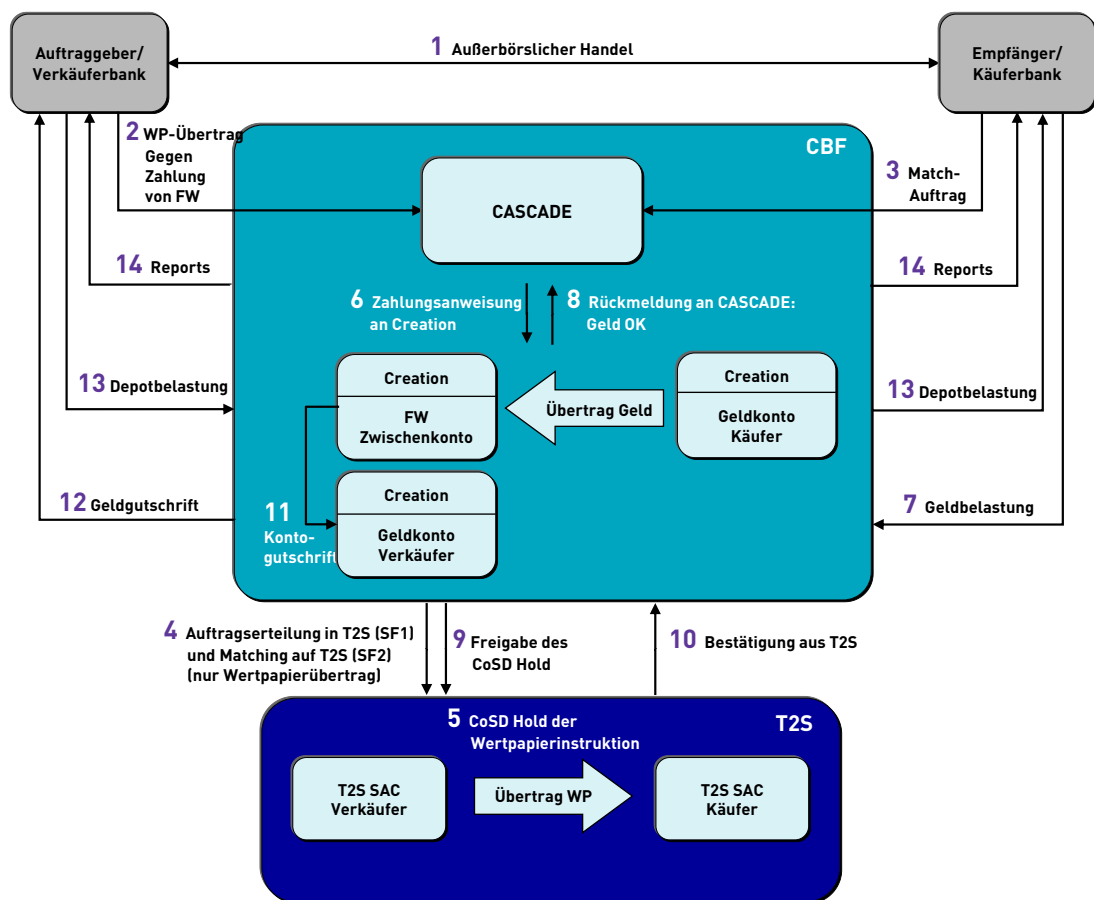 Auftraggeber/
Verkäuferbank
1 Außerbörslicher Handel
Empfänger/
Käuferbank
2 WP-Übertrag
Gegen
Zahlung
von FW
CBF
CASCADE
3 Match-
Auftrag
14 Reports
14 Reports
6 Zahlungsanweisung
an Creation
8 Rückmeldung an CASCADE:
Geld OK
13 Depotbelastung
Creation
FW
Zwischenkonto
Übertrag Geld
Creation
Geldkonto
Käufer
13 Depotbelastung
12 Geldgutschrift
11
Konto-
gutschrift
Creation
Geldkonto
Verkäufer
7 Geldbelastung
4 Auftragserteilung in T2S (SF1)
und Matching auf T2S (SF2)
(nur Wertpapierübertrag)
9 Freigabe des
CoSD Hold
10 Bestätigung aus T2S
5 CoSD Hold der
Wertpapierinstruktion
T2S
T2S SAC
Verkäufer
Übertrag WP
T2S SAC
Käufer